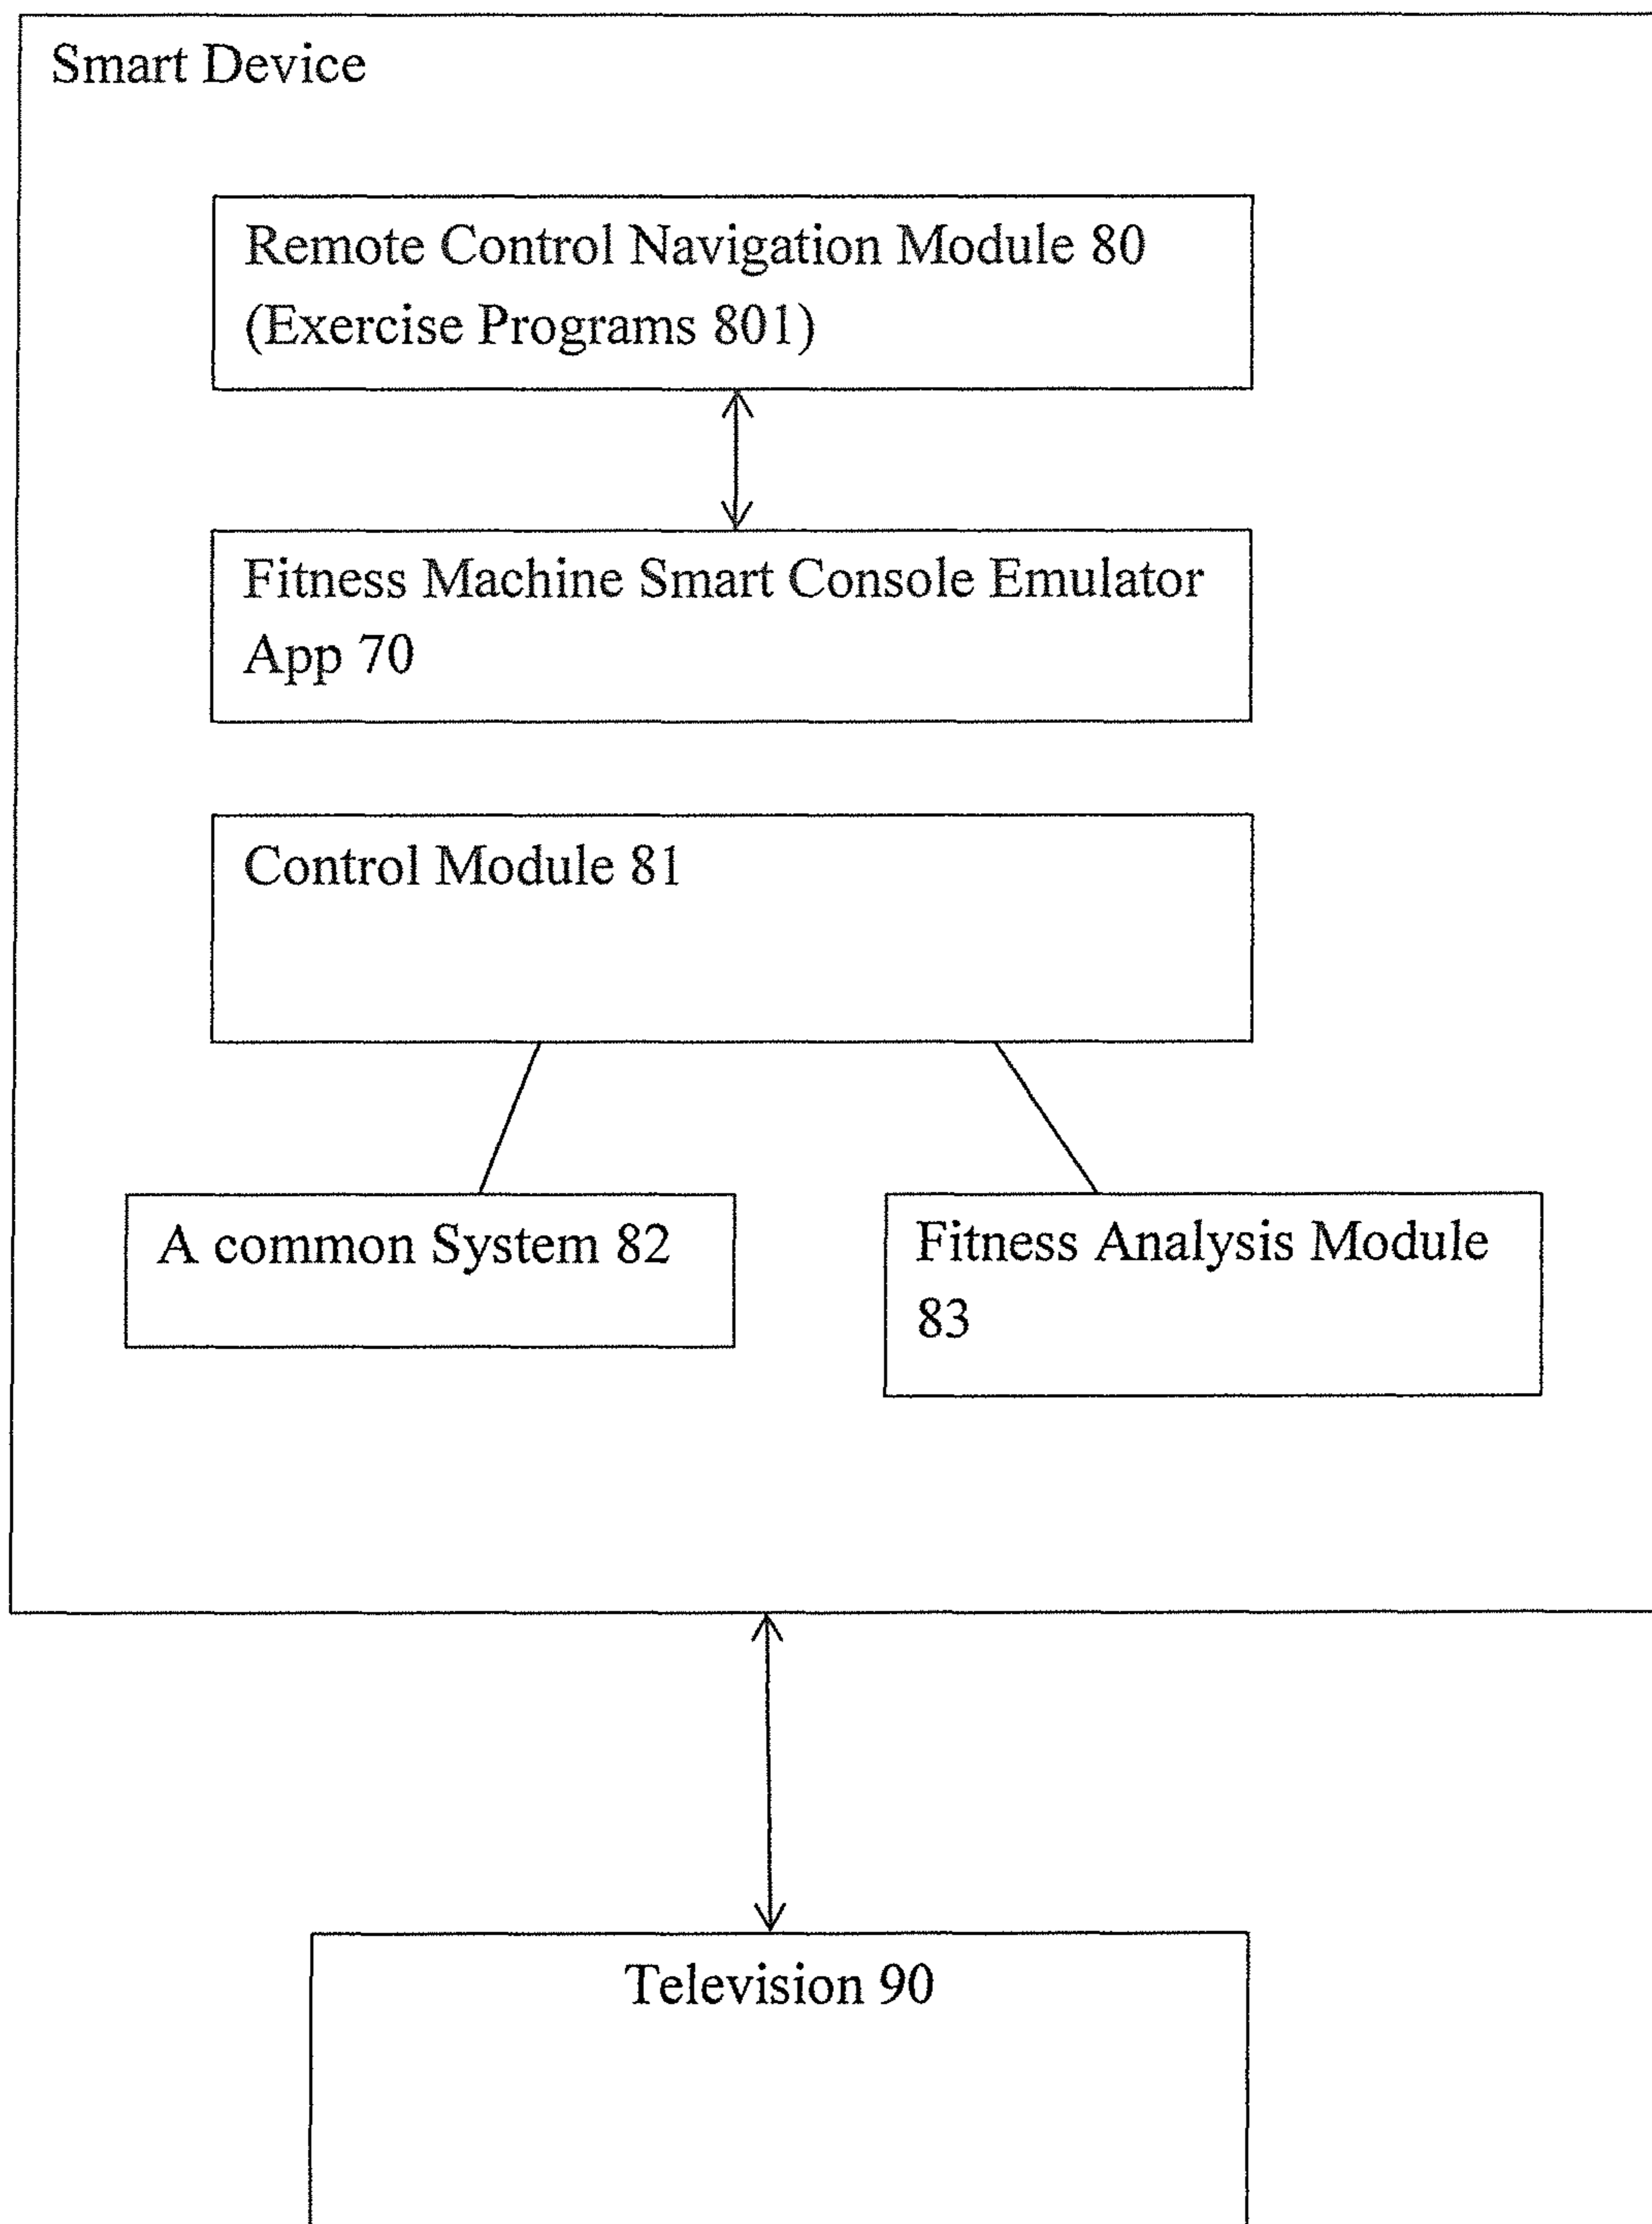 Smart Device
Remote Control Navigation Module 80
(Exercise Programs 801)
Fitness Machine Smart Console Emulator
App 70
Control Module 81
A common System 82
Fitness Analysis Module
83
Television 90